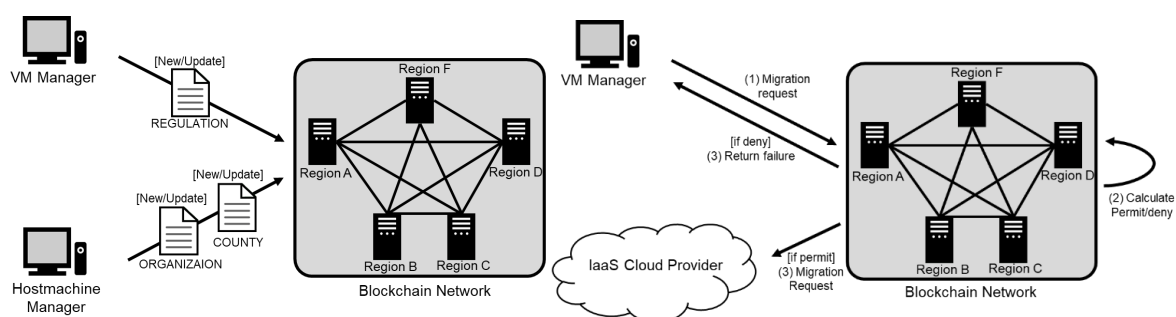 VM Manager
[New/Update]
REGULATION
[New/Update]
[New/Update]
COUNTY
ORGANIZAION
Hostmachine
Manager
Region F
Region A
Region D
Region B
Region C
Blockchain Network
VM Manager
(1) Migration
request
[if deny]
(3) Return failure
Region F
Region A
Region D
Region B
Region C
(2) Calculate
Permit/deny
[if permit]
(3) Migration
Request
IaaS Cloud Provider
Blockchain Network